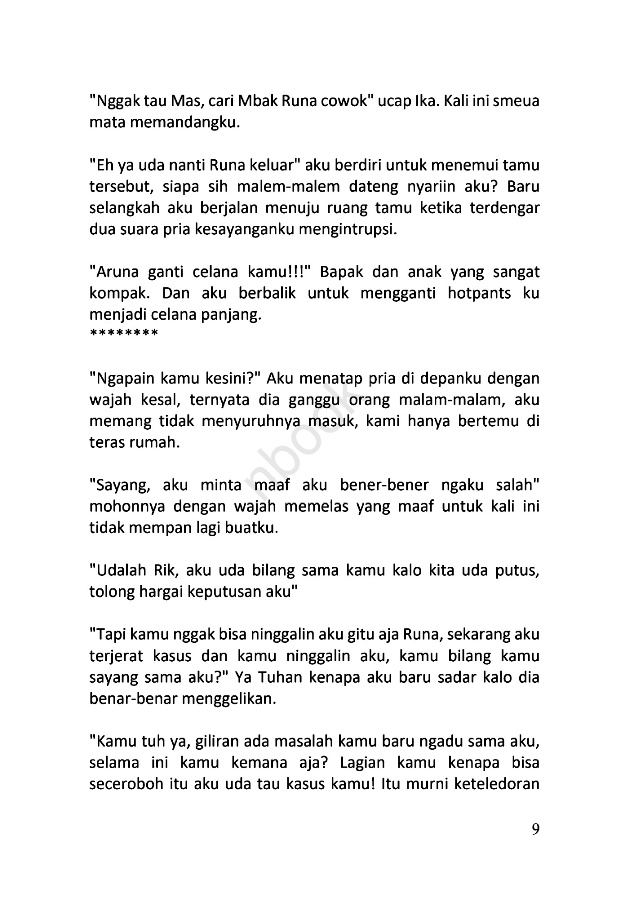 "Nggak tau Mas, cari Mbak Runa cowok" ucap Ika. Kali ini smeua
mata memandangku.
"Eh ya uda nanti Runa keluar" aku berdiri untuk menemui tamu
tersebut, siapa sih malem-malem dateng nyariin aku? Baru
selangkah aku berjalan menuju ruang tamu ketika terdengar
dua suara pria kesayanganku mengintrupsi.
"Aruna ganti celana kamu!!!" Bapak dan anak yang sangat
kompak. Dan aku berbalik untuk mengganti hotpants ku
menjadi celana panjang.
********
"Ngapain kamu kesini?" Aku menatap pria di depanku dengan
wajah kesal, ternyata dia ganggu orang malam-malam, aku
memang tidak menyuruhnya masuk, kami hanya bertemu di
teras rumah.
"Sayang, aku minta maaf aku bener-bener ngaku salah"
mohonnya dengan wajah memelas yang maaf untuk kali ini
tidak mempan lagi buatku.
"Udalah Rik, aku uda bilang sama kamu kalo kita uda putus,
tolong hargai keputusan aku"
"Tapi kamu nggak bisa ninggalin aku gitu aja Runa, sekarang aku
terjerat kasus dan kamu ninggalin aku, kamu bilang kamu
sayang sama aku?" Ya Tuhan kenapa aku baru sadar kalo dia
benar-benar menggelikan.
"Kamu tuh ya, giliran ada masalah kamu baru ngadu sama aku,
selama ini kamu kemana aja? Lagian kamu kenapa bisa
seceroboh itu aku uda tau kasus kamu! Itu murni keteledoran
9
nbook